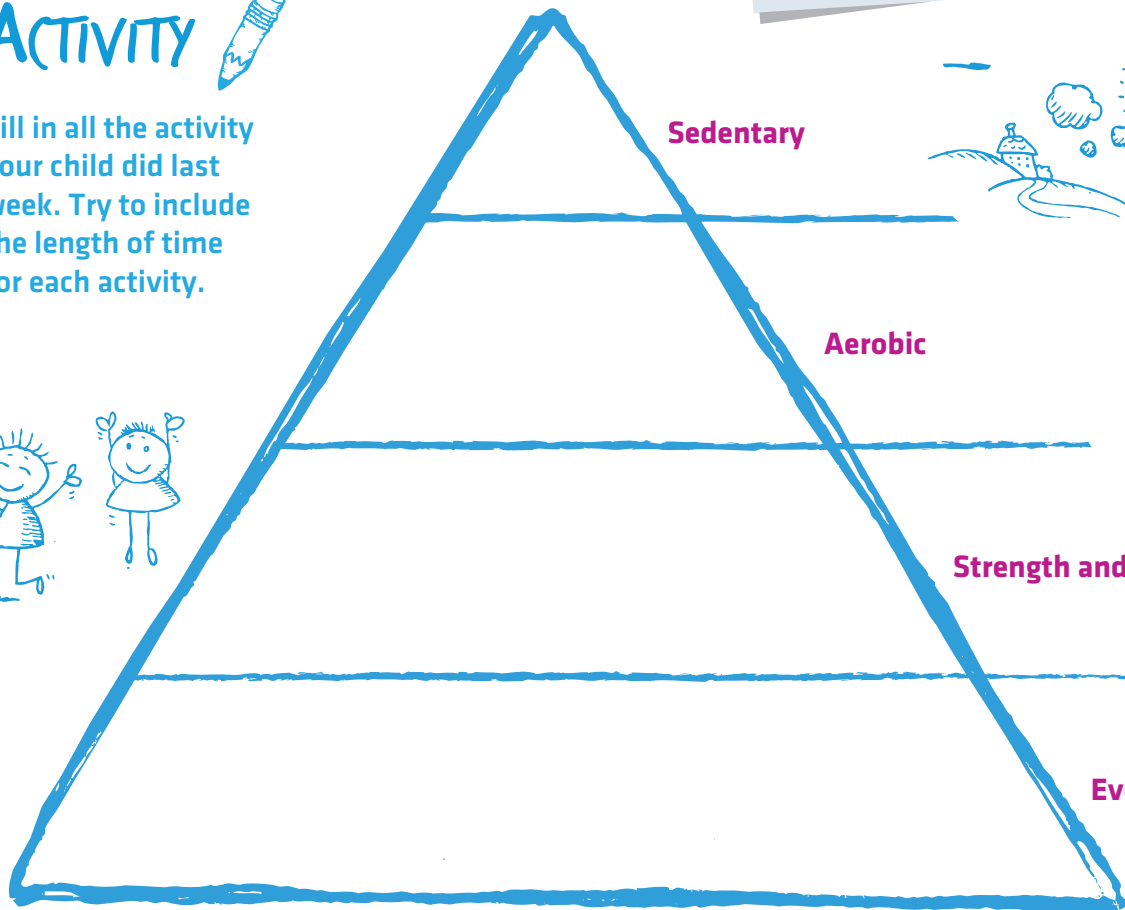 ACTIVITY
ill in all the activity
our child did last
week. Try to include
he length of time
or each activity.
Sedentary
Aerobic
Strength and
Ev